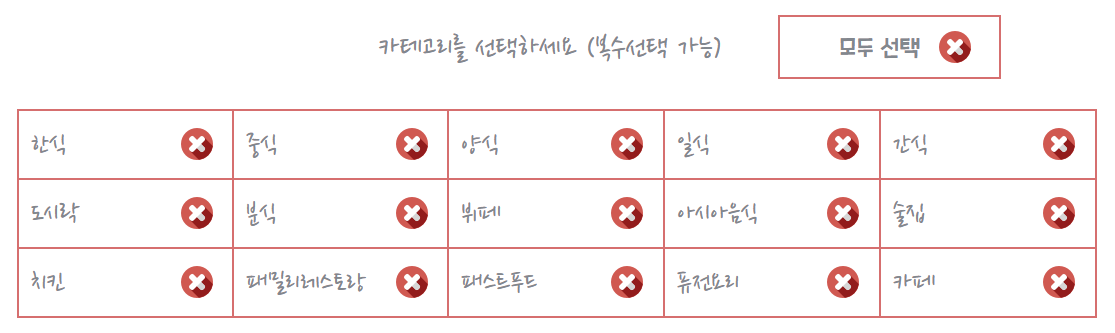 카테고리를 선택하세요 (복수선택 가능) 모두 선택
한식 중식 양식 일식 간식
도시락 분식 뷔페 아시아음식 술집
치킨 패밀리레스토랑 패스트푸드 퓨전요리 카페